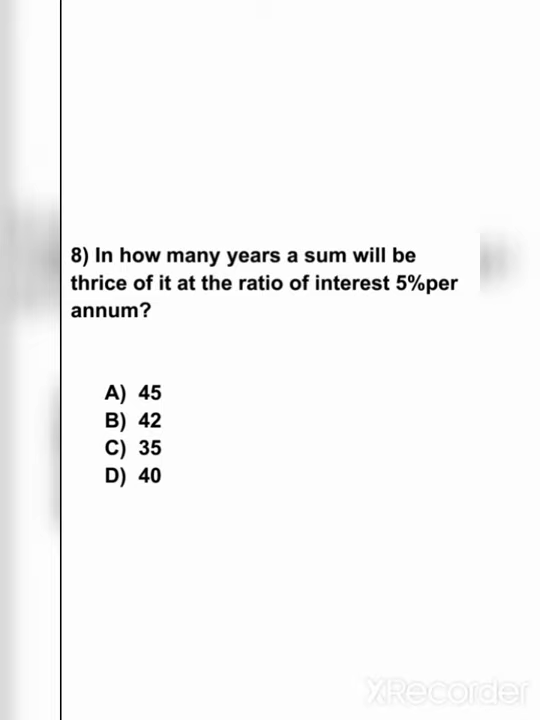 8) In how many years a sum will be
thrice of it at the ratio of interest 5%per
annum?
A) 45
B) 42
C) 35
D) 40
XRecorder